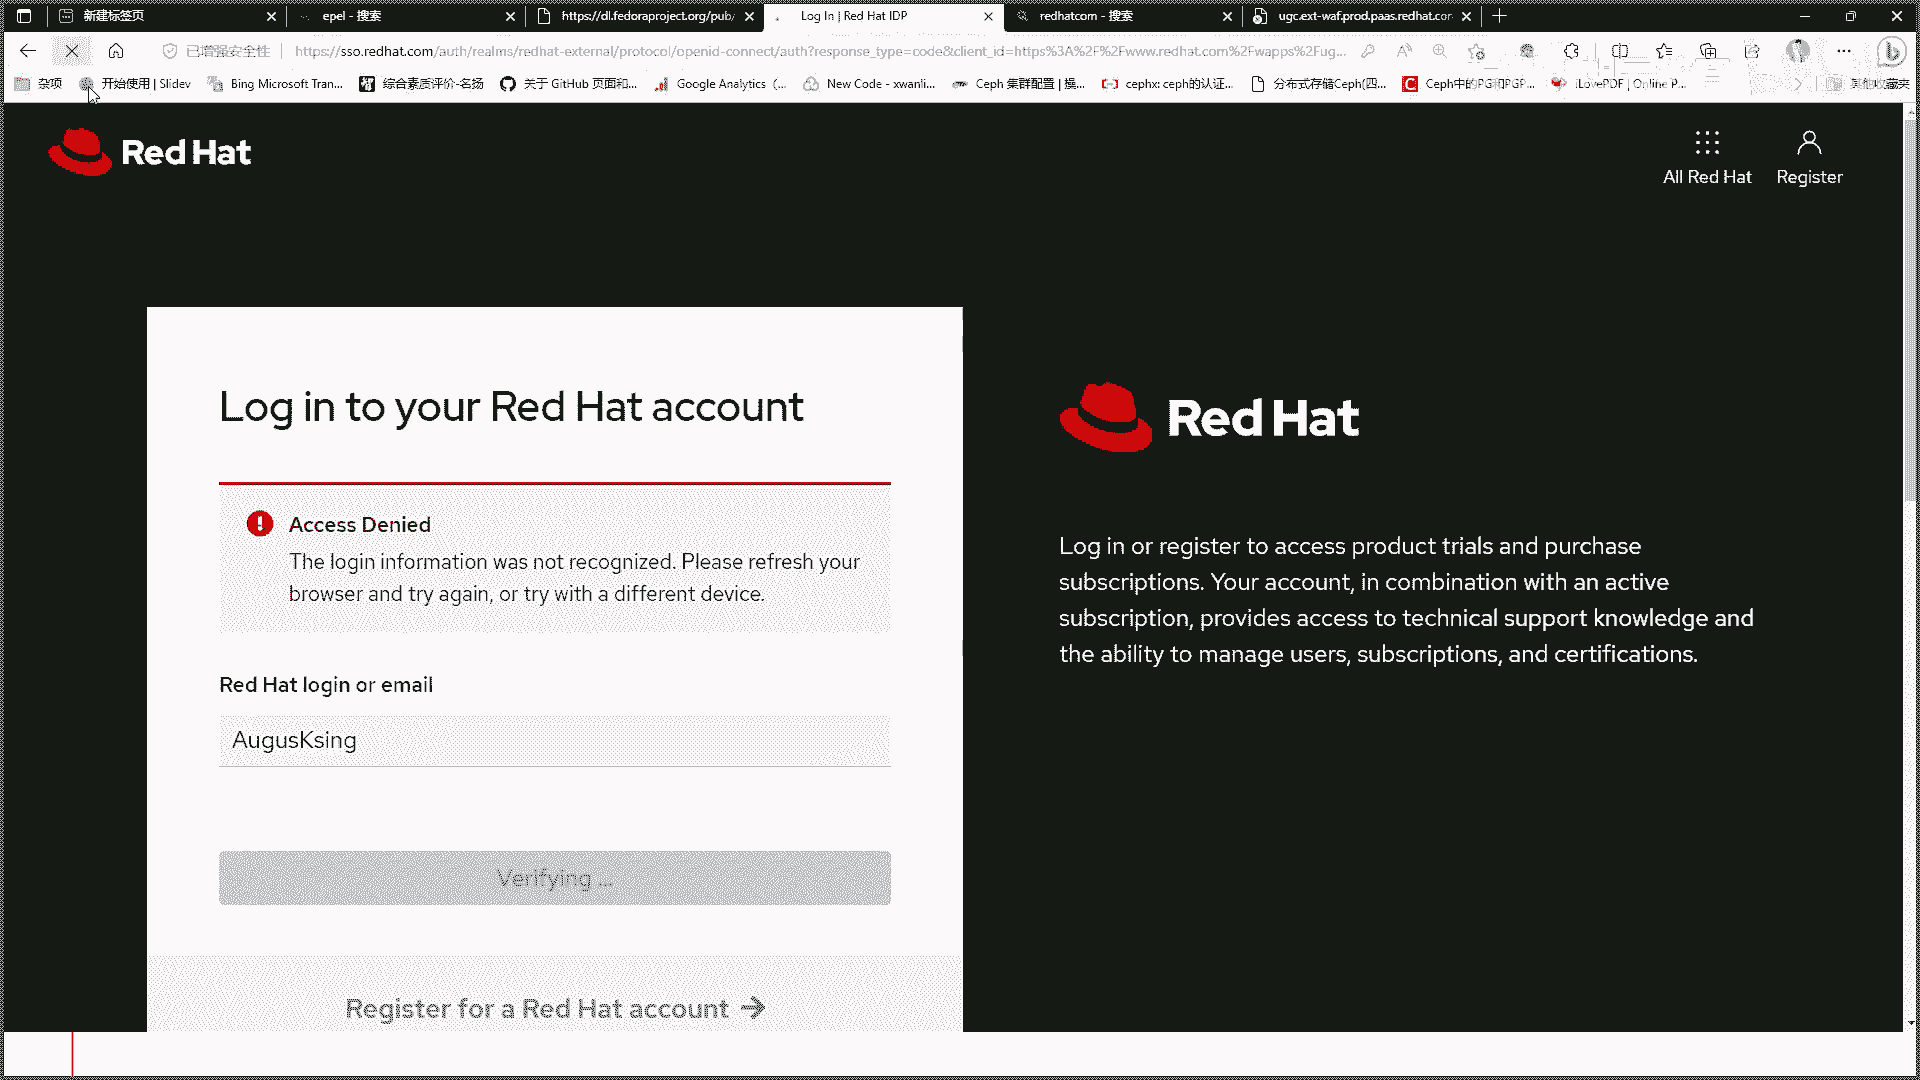 新建标签页
epel - 搜索
https://dl.fedoraproject.org/pub/
Log In | Red Hat IDP
redhatcom - 搜索
ugc.ext-waf.prod.paas.redhat.com
已增强安全性
https://sso.redhat.com/auth/realms/redhat-external/protocol/openid-connect/auth?response_type=code&client_id=https%3A%2F%2Fwww.redhat.com%2Fwapps%2Fug...
杂项
开始使用 | Slidev
Bing Microsoft Tran...
综合素质评价-名扬
关于 GitHub 页面和...
Google Analytics (...
New Code - xwanli...
Ceph 集群配置 | 操...
cephx: ceph的认证...
分布式存储Ceph(四...
Ceph中的PG和PGP...
iLovePDF | Online P...
其他收藏夹
Red Hat
All Red Hat
Register
Log in to your Red Hat account
Access Denied
The login information was not recognized. Please refresh your
browser and try again, or try with a different device.
Red Hat login or email
AugusKsing
Verifying ...
Register for a Red Hat account
Red Hat
Log in or register to access product trials and purchase
subscriptions. Your account, in combination with an active
subscription, provides access to technical support knowledge and
the ability to manage users, subscriptions, and certifications.